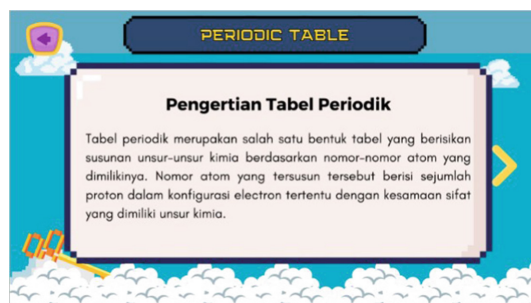 PERIODIC TABLE
Pengertian Tabel Periodik
Tabel periodik merupakan salah satu bentuk tabel yang berisikan
susunan unsur-unsur kimia berdasarkan nomor-nomor atom yang
dimilikinya. Nomor atom yang tersusun tersebut berisi sejumlah
proton dalam konfigurasi electron tertentu dengan kesamaan sifat
yang dimiliki unsur kimia.